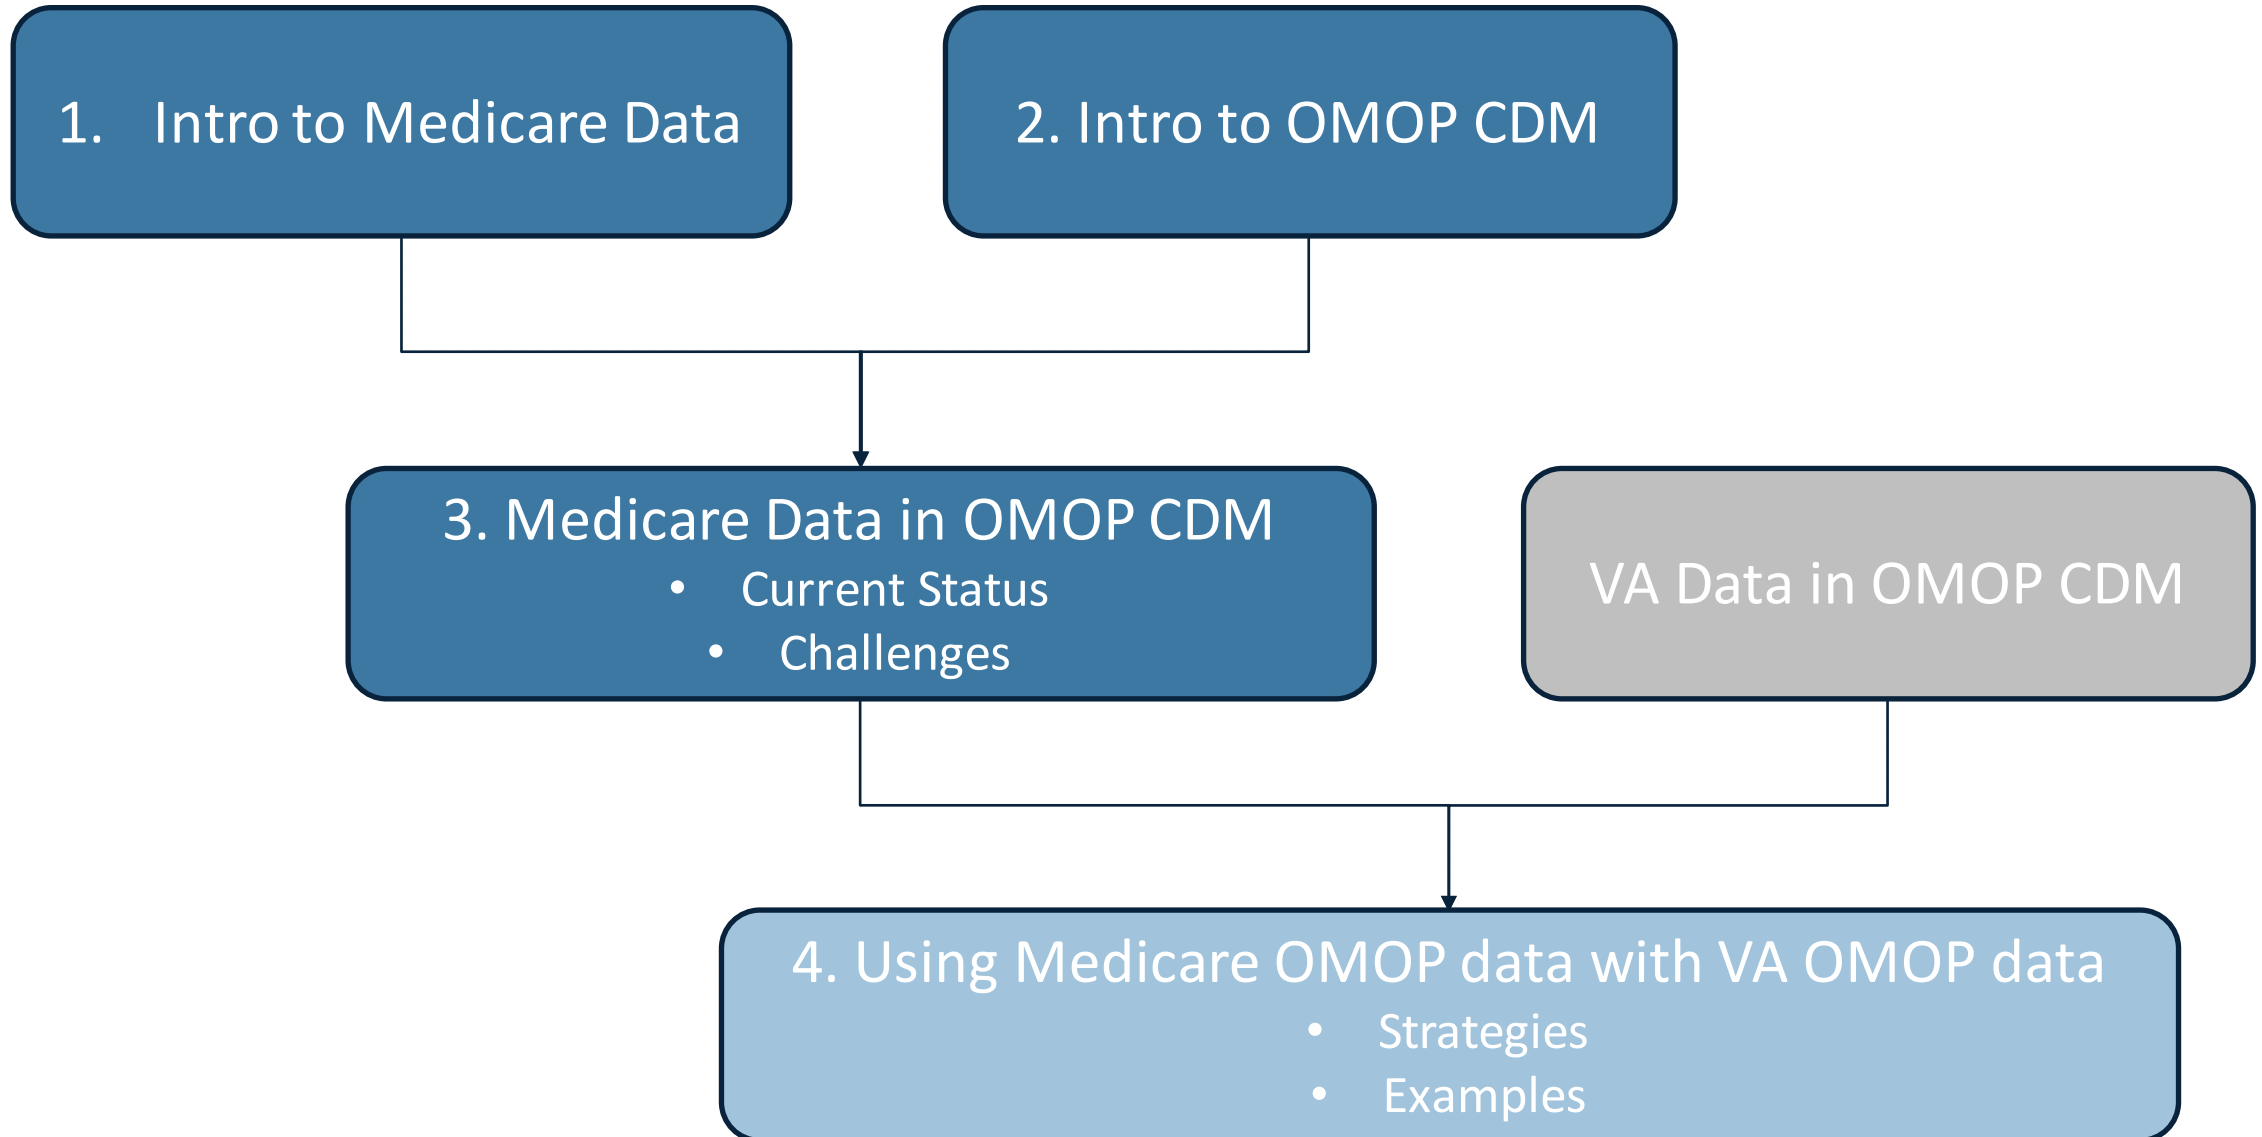 1. Intro to Medicare Data
2. Intro to OMOP CDM
3. Medicare Data in OMOP CDM
• Current Status
• Challenges
VA Data in OMOP CDM
4. Using Medicare OMOP data with VA OMOP data
• Strategies
• Examples